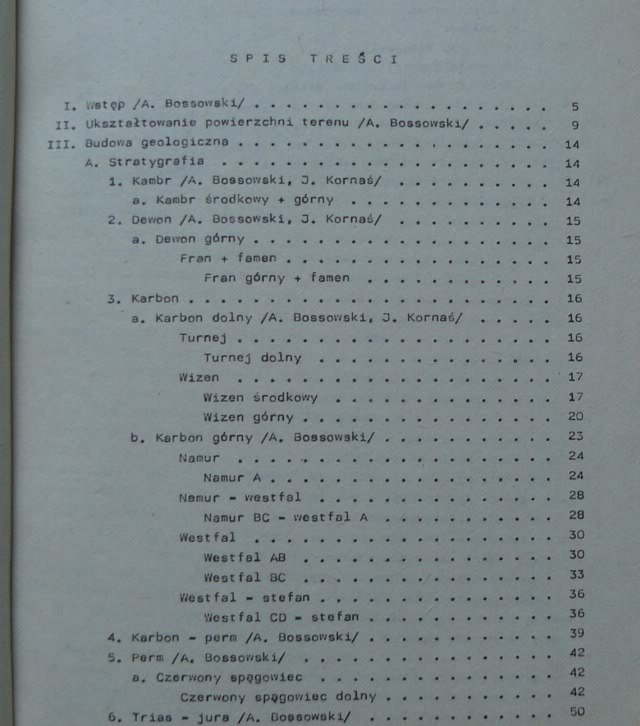 SPIS TREŚCI
I. Wstęp /A. Bossowski/ . . . . . . . . . . . . . . . . . . 5
II. Ukształtowanie powierzchni terenu /A. Bossowski/ . . . . . 9
III. Budowa geologiczna . . . . . . . . . . . . . . . . . . . 14
A. Stratygrafia . . . . . . . . . . . . . . . . . . . . 14
1. Kambr /A. Bossowski, J. Kornaś/ . . . . . . . . . . 14
a. Kambr środkowy + górny . . . . . . . . . . . . 14
2. Dewon /A. Bossowski, J. Kornaś/ . . . . . . . . . . 15
a. Dewon górny . . . . . . . . . . . . . . . . . . 15
Fran + famen . . . . . . . . . . . . . . . . . 15
Fran górny + famen . . . . . . . . . . . . 15
3. Karbon . . . . . . . . . . . . . . . . . . . . . . 16
a. Karbon dolny /A. Bossowski, J. Kornaś/ . . . . . 16
Turnej . . . . . . . . . . . . . . . . . . . 16
Turnej dolny . . . . . . . . . . . . . . . 16
Wizen . . . . . . . . . . . . . . . . . . . 17
Wizen środkowy . . . . . . . . . . . . . . 17
Wizen górny . . . . . . . . . . . . . . . . 20
b. Karbon górny /A. Bossowski/ . . . . . . . . . . . 23
Namur . . . . . . . . . . . . . . . . . . . 24
Namur A . . . . . . . . . . . . . . . . . . 24
Namur - westfal . . . . . . . . . . . . . . . 28
Namur BC - westfal A . . . . . . . . . . . 28
Westfal . . . . . . . . . . . . . . . . . . 30
Westfal AB . . . . . . . . . . . . . . . . 30
Westfal BC . . . . . . . . . . . . . . . . 33
Westfal - stefan . . . . . . . . . . . . . . 36
Westfal CD - stefan . . . . . . . . . . . . 36
4. Karbon - perm /A. Bossowski/ . . . . . . . . . . . 39
5. Perm /A. Bossowski/ . . . . . . . . . . . . . . . 42
a. Czerwony spągowiec . . . . . . . . . . . . . . 42
Czerwony spągowiec dolny . . . . . . . . . . . 42
6. Trias - jura /A. Bossowski/ . . . . . . . . . . . . 50